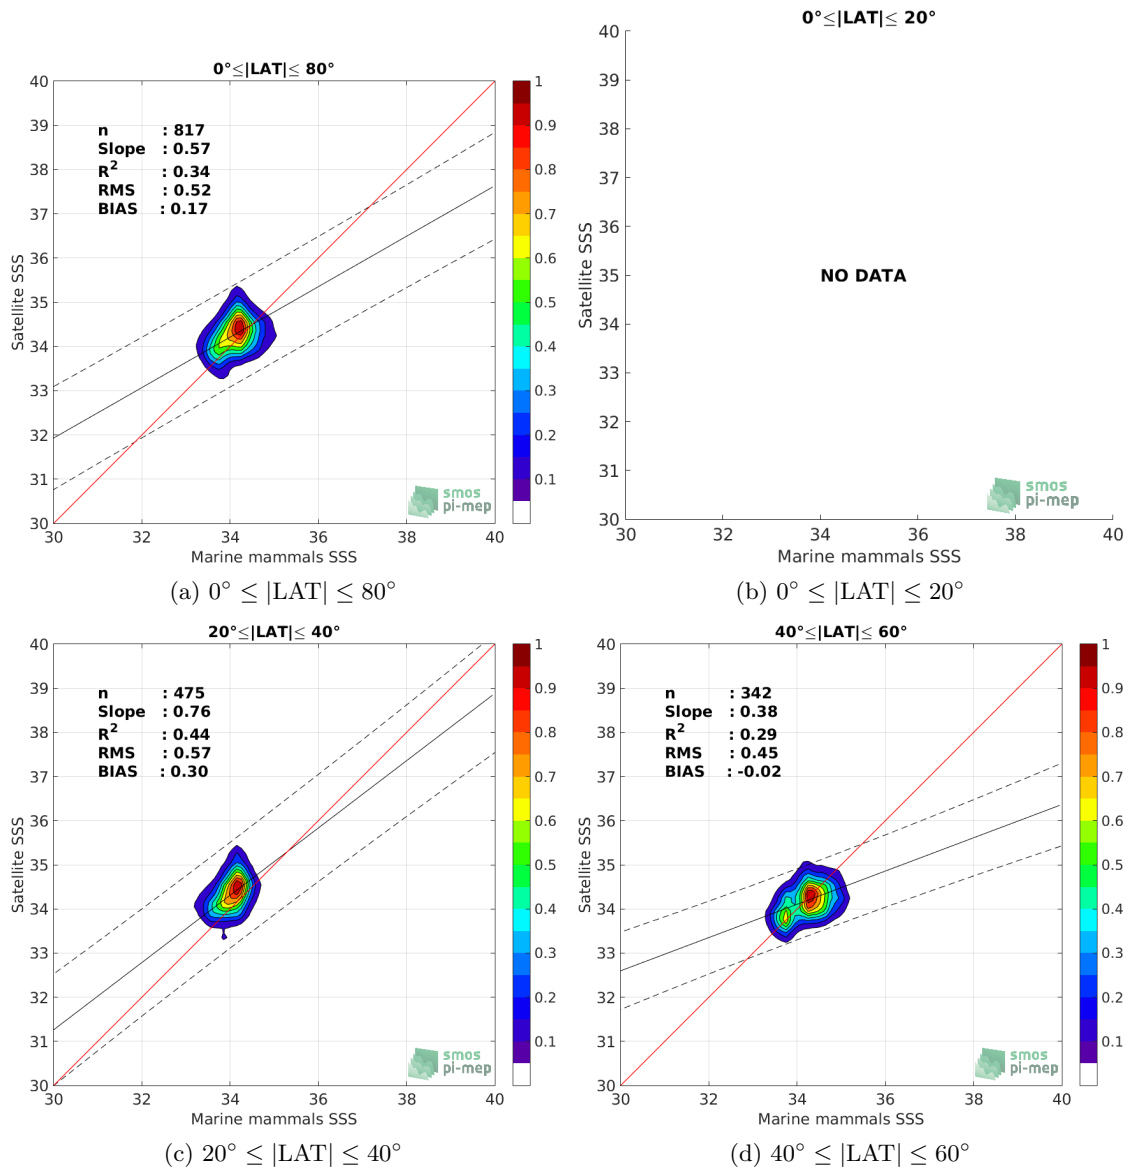 0°≤|LAT|≤ 80°
40
39
38
37
36
35
34
33
32
31
30
Satellite SSS
n : 817
Slope : 0.57
R2 : 0.34
RMS : 0.52
BIAS : 0.17
smos
pi-mep
30 32 34 36 38 40
Marine mammals SSS
1
0.9
0.8
0.7
0.6
0.5
0.4
0.3
0.2
0.1
(a) 0° ≤ |LAT| ≤ 80°
0°≤|LAT|≤ 20°
40
39
38
37
36
35
34
33
32
31
30
Satellite SSS
NO DATA
smos
pi-mep
30 32 34 36 38 40
Marine mammals SSS
(b) 0° ≤ |LAT| ≤ 20°
20°≤|LAT|≤ 40°
40
39
38
37
36
35
34
33
32
31
30
Satellite SSS
n : 475
Slope : 0.76
R2 : 0.44
RMS : 0.57
BIAS : 0.30
smos
pi-mep
30 32 34 36 38 40
Marine mammals SSS
1
0.9
0.8
0.7
0.6
0.5
0.4
0.3
0.2
0.1
(c) 20° ≤ |LAT| ≤ 40°
40°≤|LAT|≤ 60°
40
39
38
37
36
35
34
33
32
31
30
Satellite SSS
n : 342
Slope : 0.38
R2 : 0.29
RMS : 0.45
BIAS : -0.02
smos
pi-mep
30 32 34 36 38 40
Marine mammals SSS
1
0.9
0.8
0.7
0.6
0.5
0.4
0.3
0.2
0.1
(d) 40° ≤ |LAT| ≤ 60°